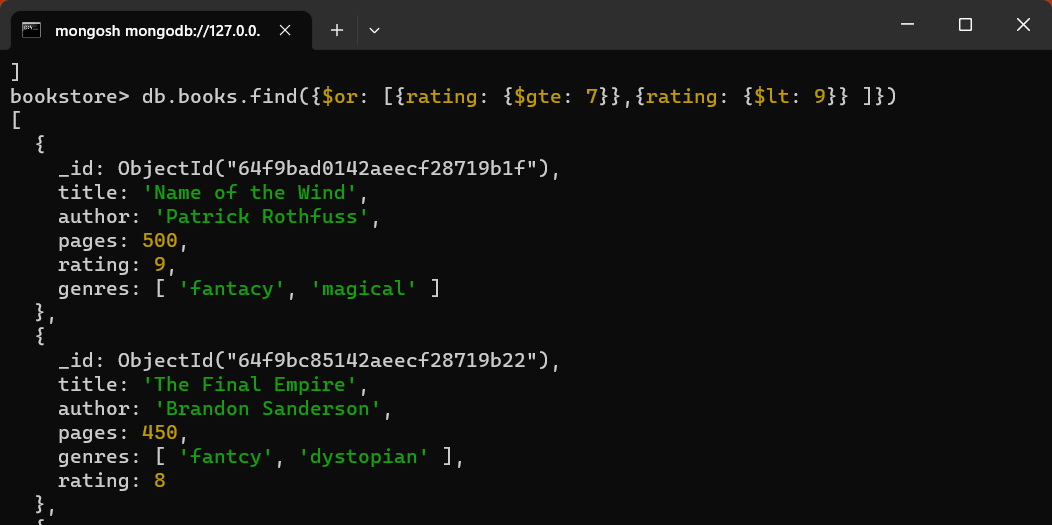 mongosh mongodb://127.0.0.
]
bookstore> db.books.find({$or: [{rating: {$gte: 7}},{rating: {$lt: 9}} ]})
[
  {
    _id: ObjectId("64f9bad0142aeecf28719b1f"),
    title: 'Name of the Wind',
    author: 'Patrick Rothfuss',
    pages: 500,
    rating: 9,
    genres: [ 'fantacy', 'magical' ]
  },
  {
    _id: ObjectId("64f9bc85142aeecf28719b22"),
    title: 'The Final Empire',
    author: 'Brandon Sanderson',
    pages: 450,
    genres: [ 'fantcy', 'dystopian' ],
    rating: 8
  },
  {